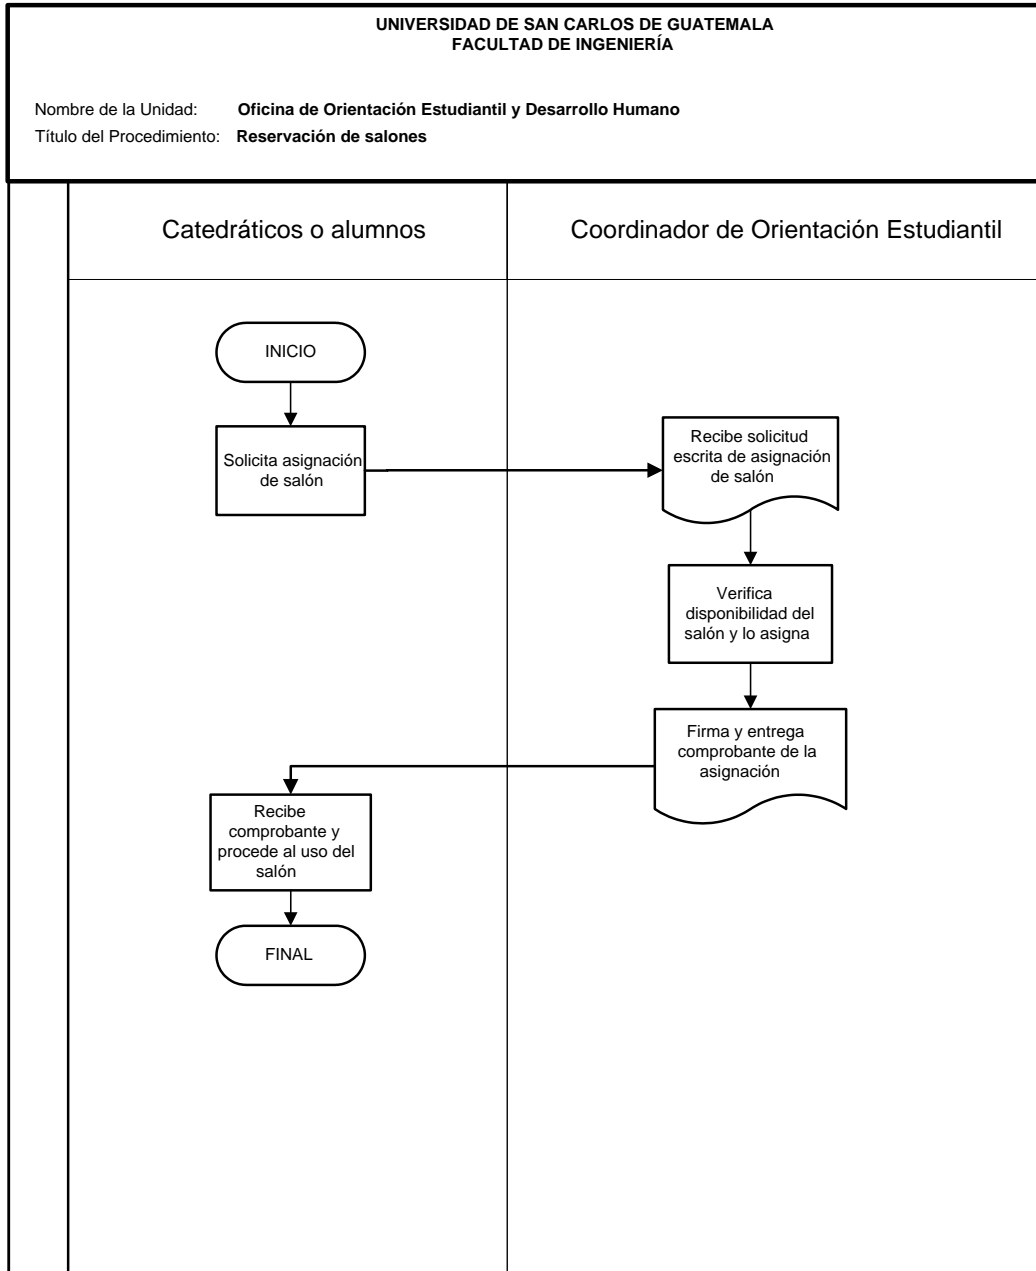 UNIVERSIDAD DE SAN CARLOS DE GUATEMALA
FACULTAD DE INGENIERÍA
Nombre de la Unidad: Oficina de Orientación Estudiantil y Desarrollo Humano
Título del Procedimiento: Reservación de salones
Catedráticos o alumnos
Coordinador de Orientación Estudiantil
INICIO
Solicita asignación
de salón
Recibe solicitud
escrita de asignación
de salón
Verifica
disponibilidad del
salón y lo asigna
Firma y entrega
comprobante de la
asignación
Recibe
comprobante y
procede al uso del
salón
FINAL